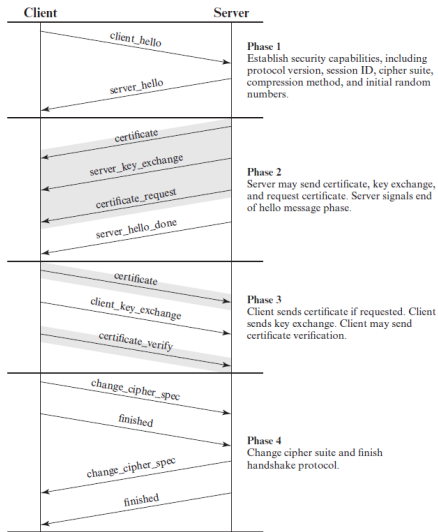 Client
Server
client_hello
server_hello
Phase 1
Establish security capabilities, including
protocol version, session ID, cipher suite,
compression method, and initial random
numbers.
certificate
server_key_exchange
certificate_request
server_hello_done
Phase 2
Server may send certificate, key exchange,
and request certificate. Server signals end
of hello message phase.
certificate
client_key_exchange
certificate_verify
Phase 3
Client sends certificate if requested. Client
sends key exchange. Client may send
certificate verification.
change_cipher_spec
finished
change_cipher_spec
finished
Phase 4
Change cipher suite and finish
handshake protocol.